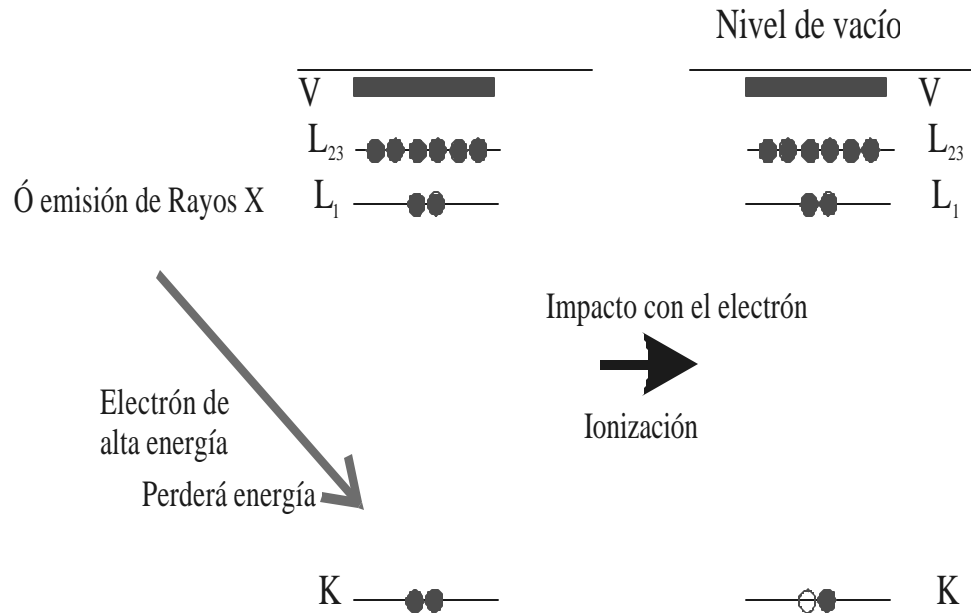 Nivel de vacío
V
V
L23
L23
Ó emisión de Rayos X
L1
L1
Impacto con el electrón
Electrón de
alta energía
Ionización
Perderá energía
K
K